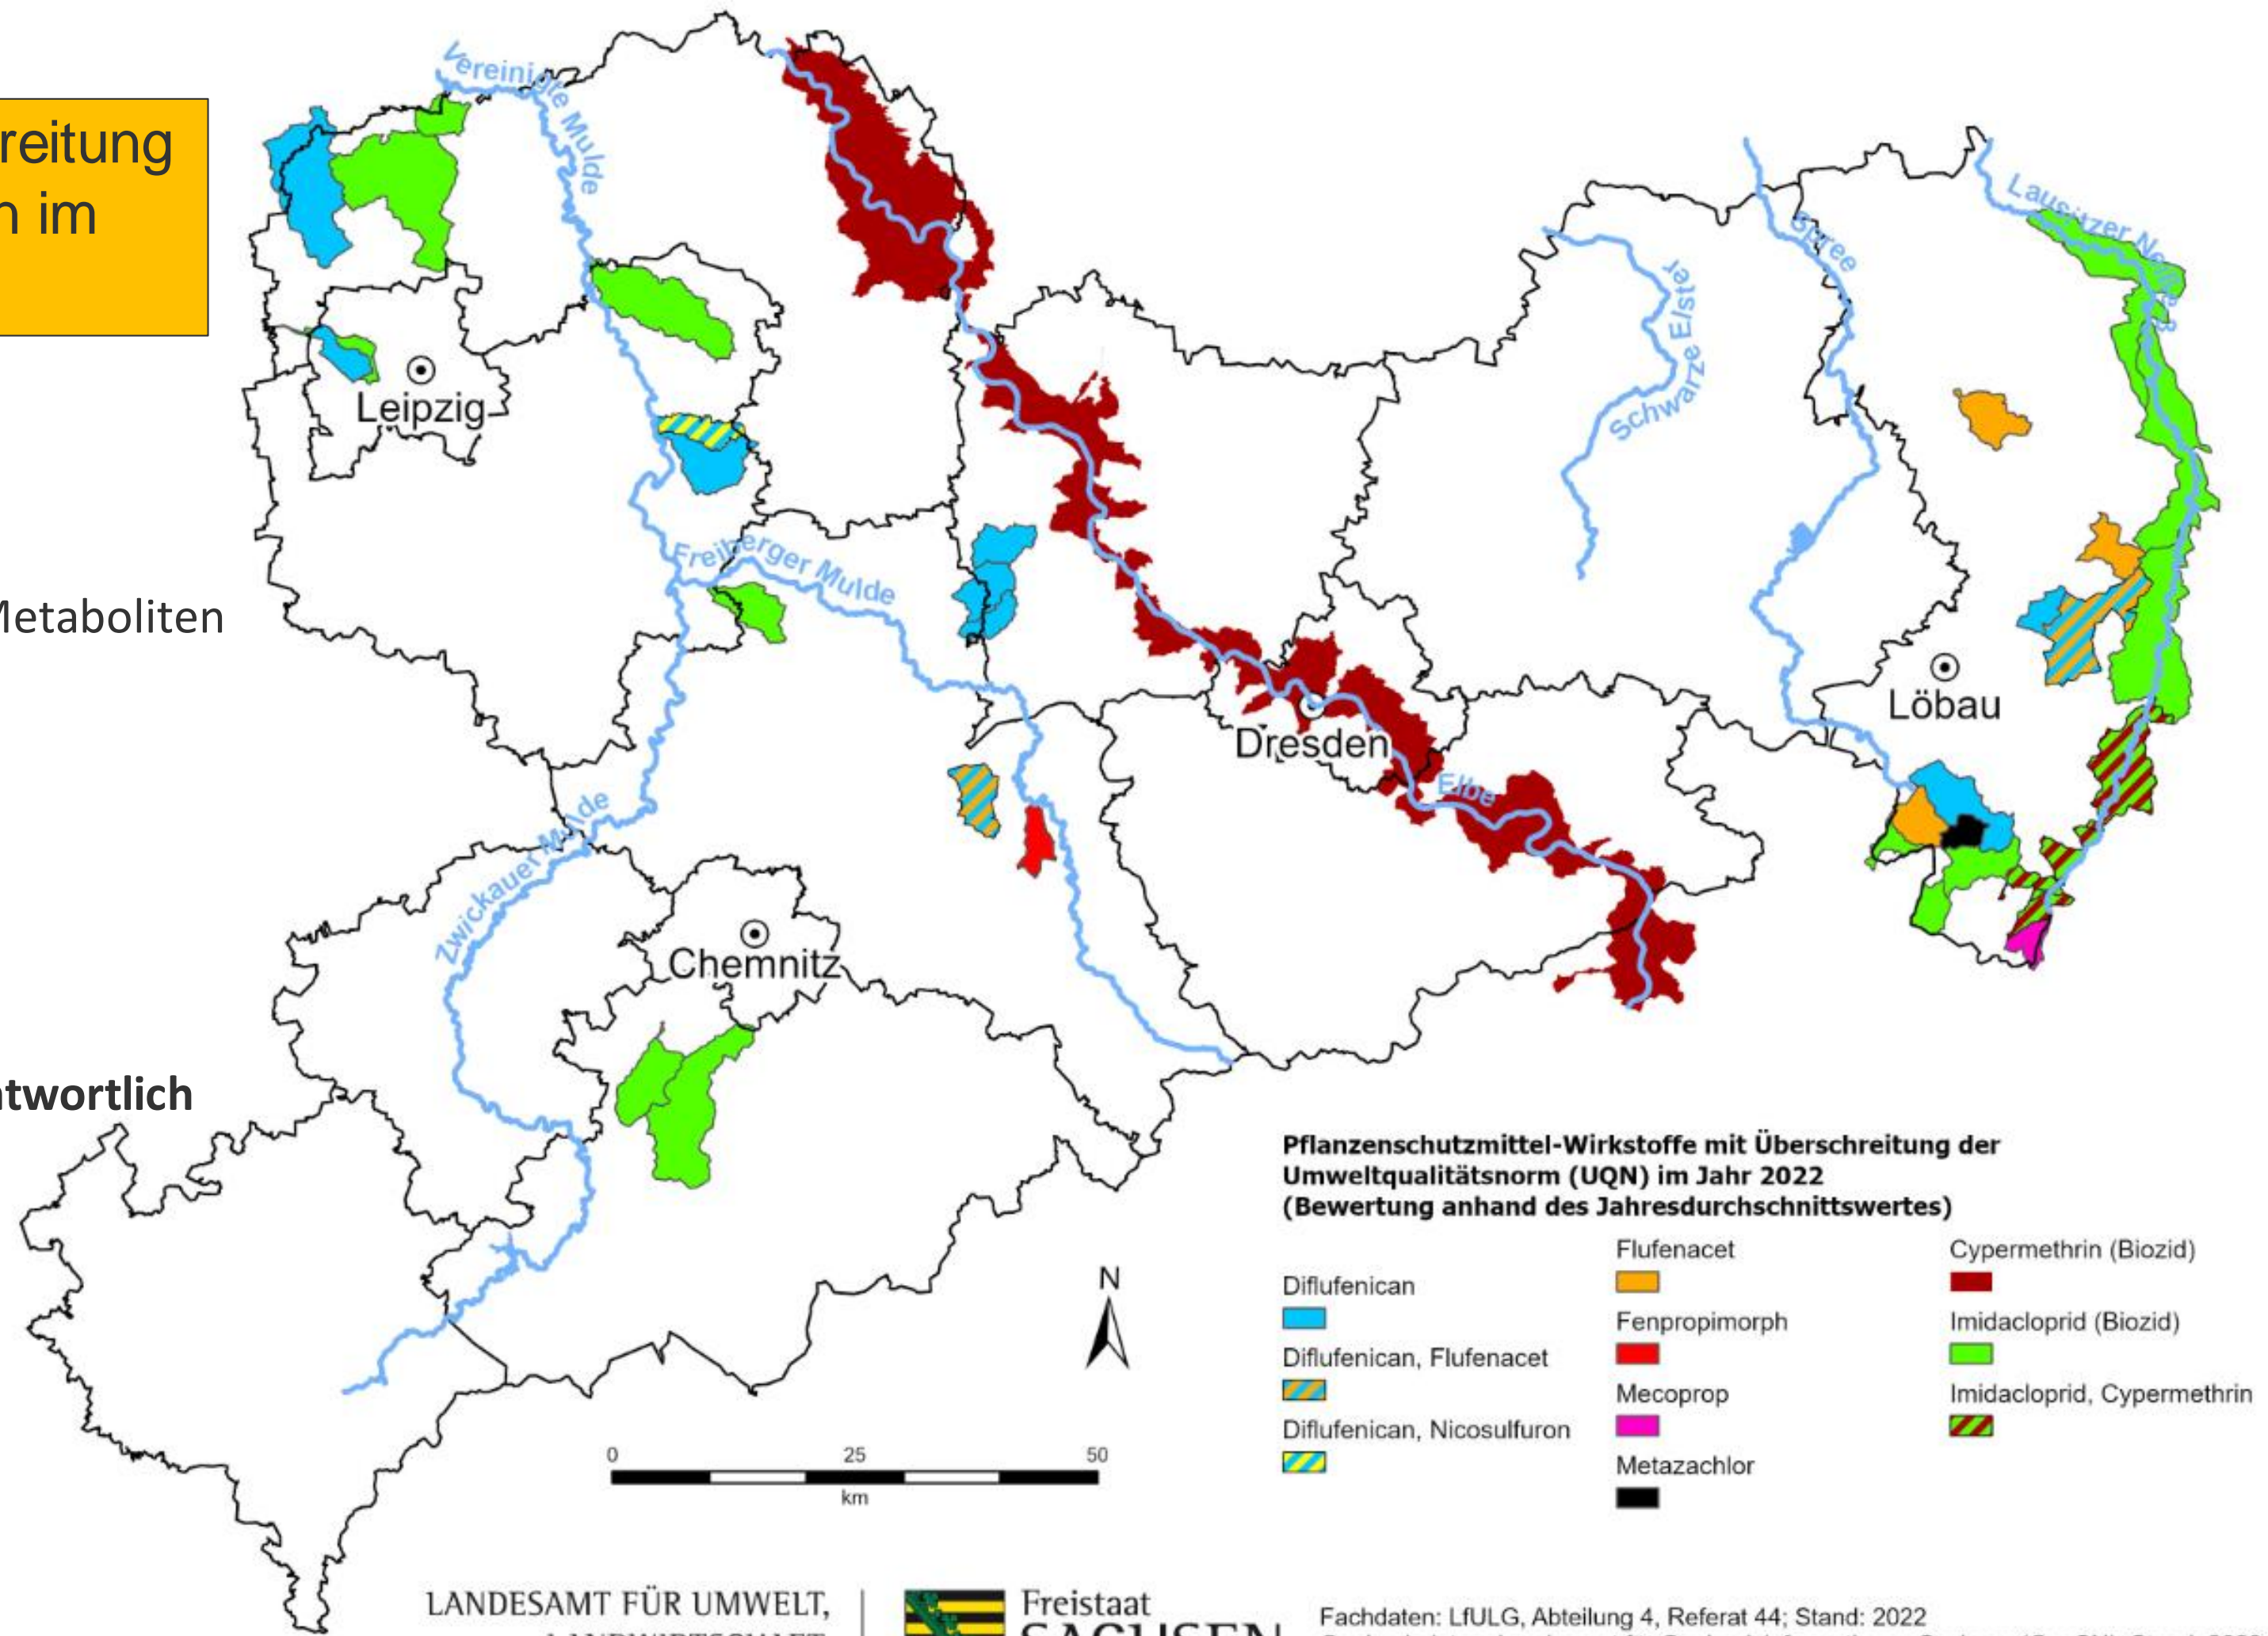 reitung
n im
Metaboliten
ntwortlich
Vereinigte Mulde
Leipzig
Freiberger Mulde
Zwickauer Mulde
Chemnitz
Dresden
Elbe
Schwarze Elster
Spree
Lausitzer
Löbau
Pflanzenschutzmittel-Wirkstoffe mit Überschreitung der
Umweltqualitätsnorm (UQN) im Jahr 2022
(Bewertung anhand des Jahresdurchschnittswertes)
Diflufenican
Diflufenican, Flufenacet
Diflufenican, Nicosulfuron
Flufenacet
Fenpropimorph
Mecoprop
Metazachlor
Cypermethrin (Biozid)
Imidacloprid (Biozid)
Imidacloprid, Cypermethrin
N
0 25 50
km
LANDESAMT FÜR UMWELT,
LANDWIRTSCHAFT
Freistaat
SACHSEN
Fachdaten: LfULG, Abteilung 4, Referat 44; Stand: 2022